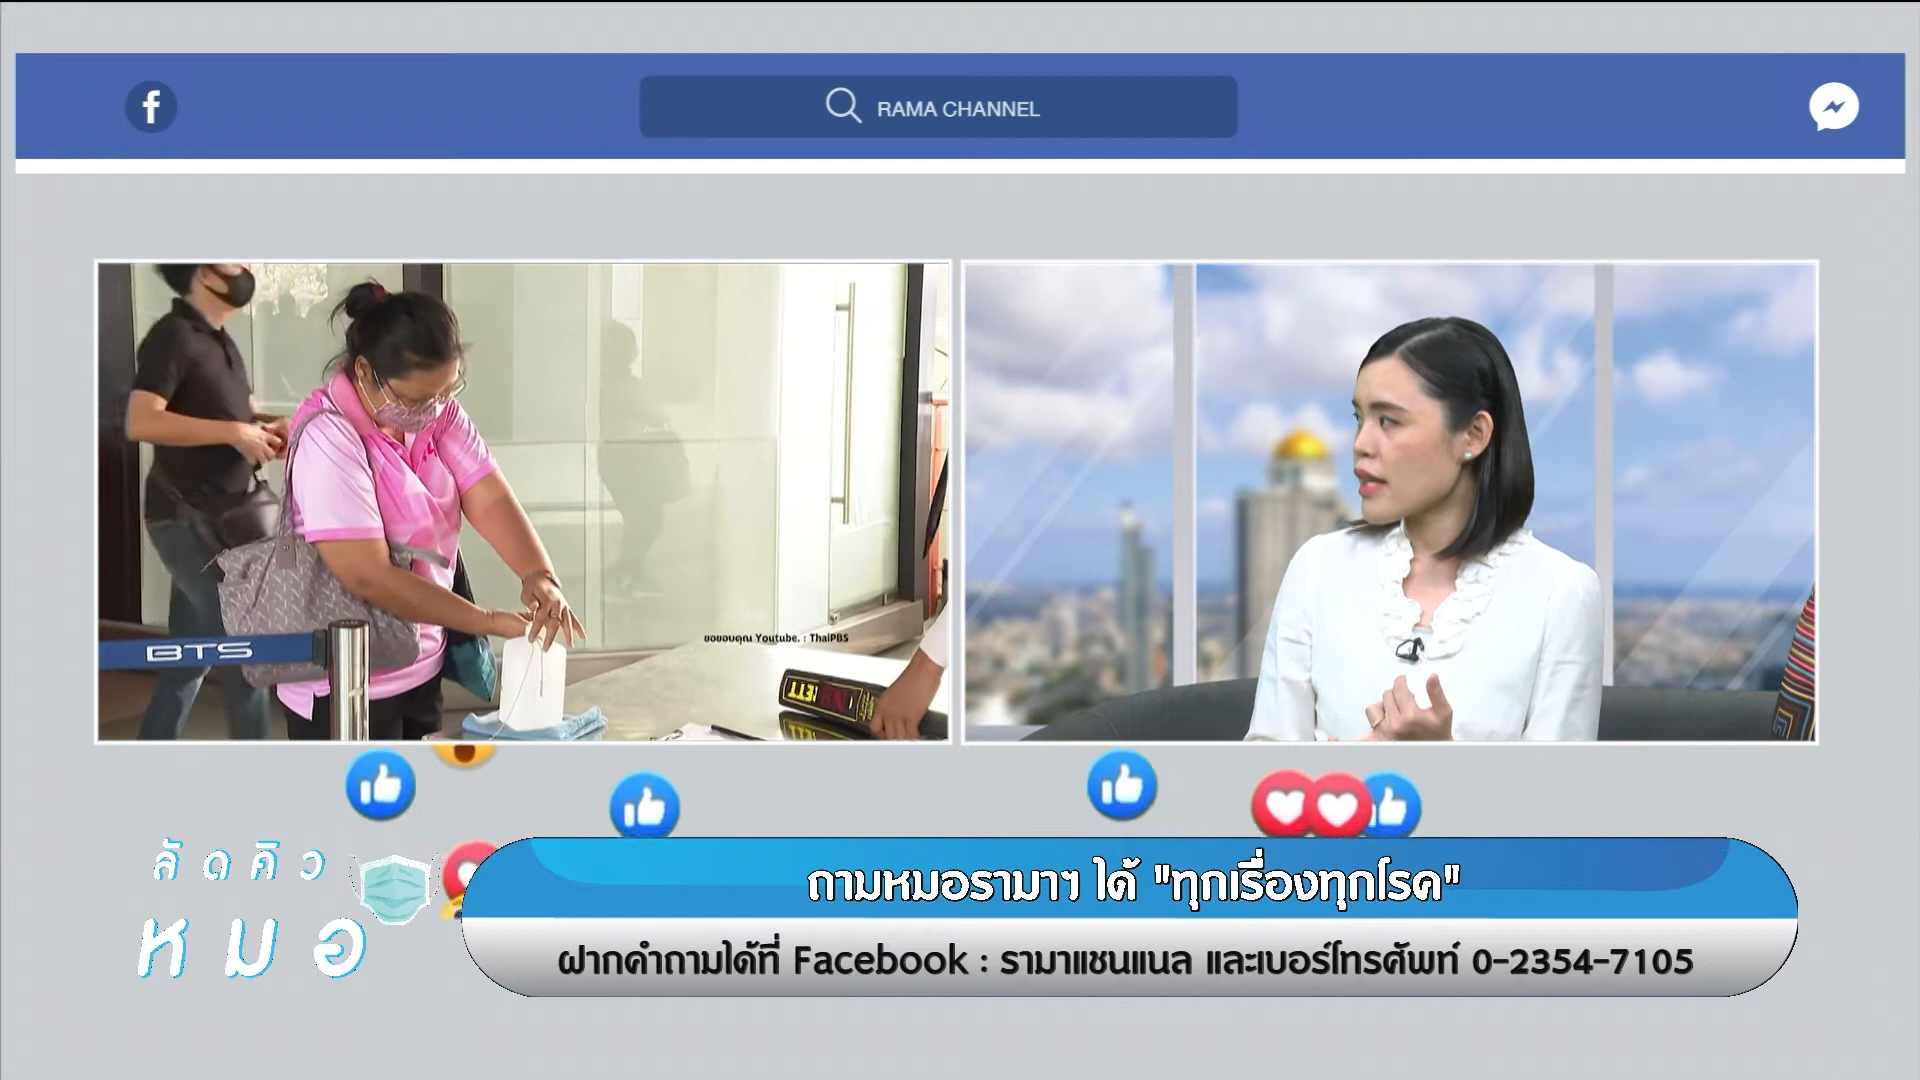 f
RAMA CHANNEL
BTS
ขอขอบคุณ Youtube. : ThaiPBS
ลัดคิว
หมอ
ถามหมอรามาฯ ได้ "ทุกเรื่องทุกโรค"
ฝากคำถามได้ที่ Facebook : รามาแชนแนล และเบอร์โทรศัพท์ 0-2354-7105